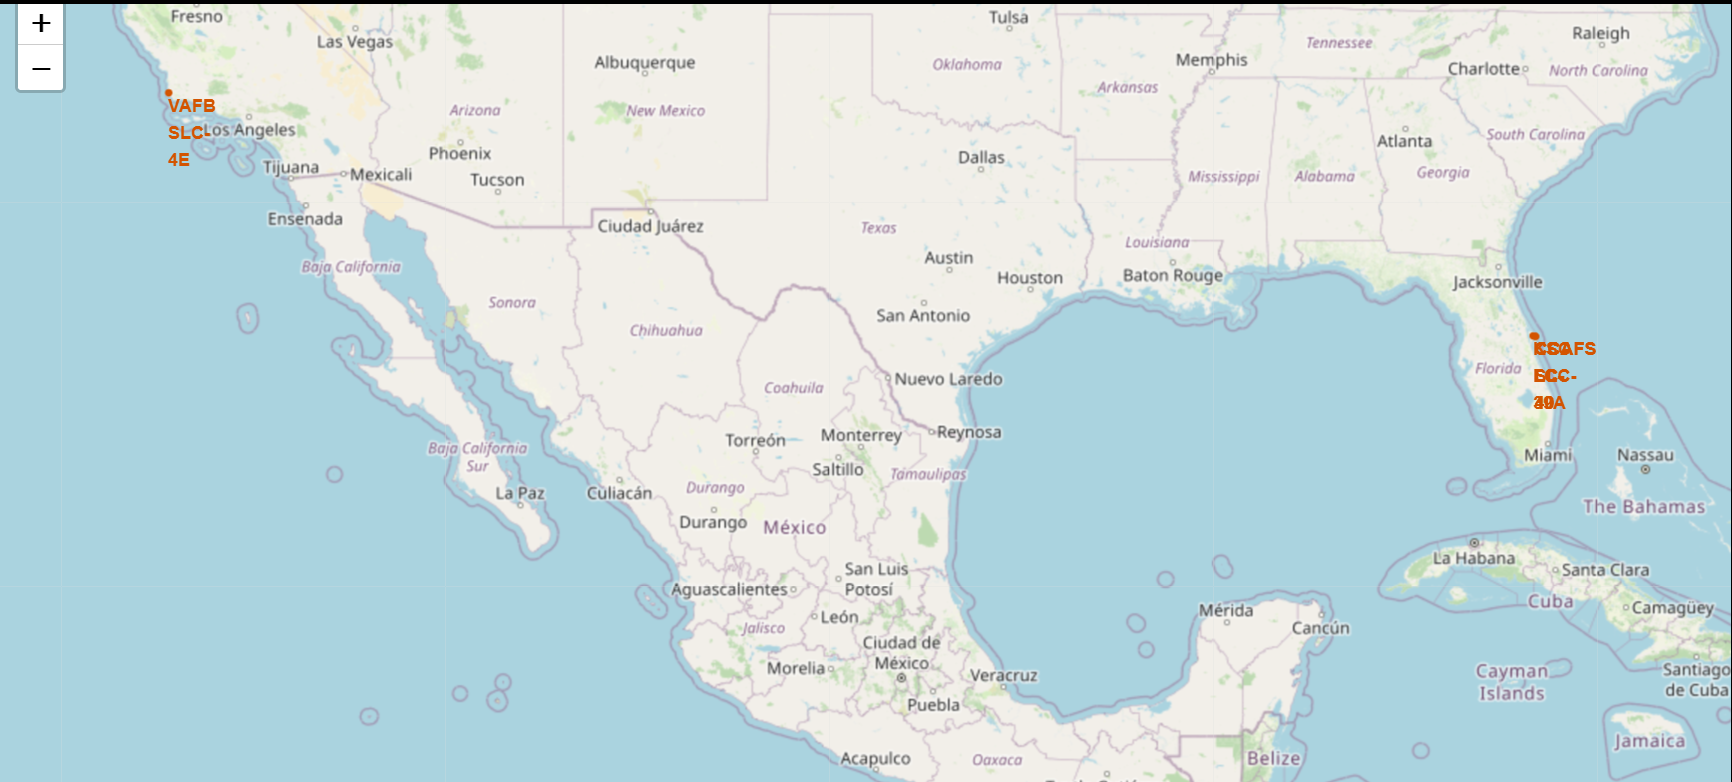 +
−
Fresno
Las Vegas
Albuquerque
Tulsa
Memphis
Tennessee
Raleigh
Charlotte
North Carolina
Oklahoma
Arkansas
Arizona
New Mexico
VAFB
SLC-
4E
Los Angeles
Phoenix
Tucson
Tijuana
Mexicali
Ensenada
Ciudad Juárez
Dallas
Atlanta
South Carolina
Mississippi
Alabama
Georgia
Texas
Louisiana
Austin
Houston
Baton Rouge
Jacksonville
Baja California
Sonora
Chihuahua
San Antonio
Florida
Coahuila
Nuevo Laredo
Torreón
Monterrey
Reynosa
Saltillo
Tamaulipas
Baja California
Sur
La Paz
Culiacán
Durango
Durango
México
Miami
Nassau
The Bahamas
La Habana
Santa Clara
Cuba
Camagüey
San Luis
Potosí
Aguascalientes
León
Jalisco
Ciudad de
México
Morelia
Veracruz
Puebla
Mérida
Cancún
Cayman
Islands
Santiago
de Cuba
Acapulco
Oaxaca
Belize
Jamaica